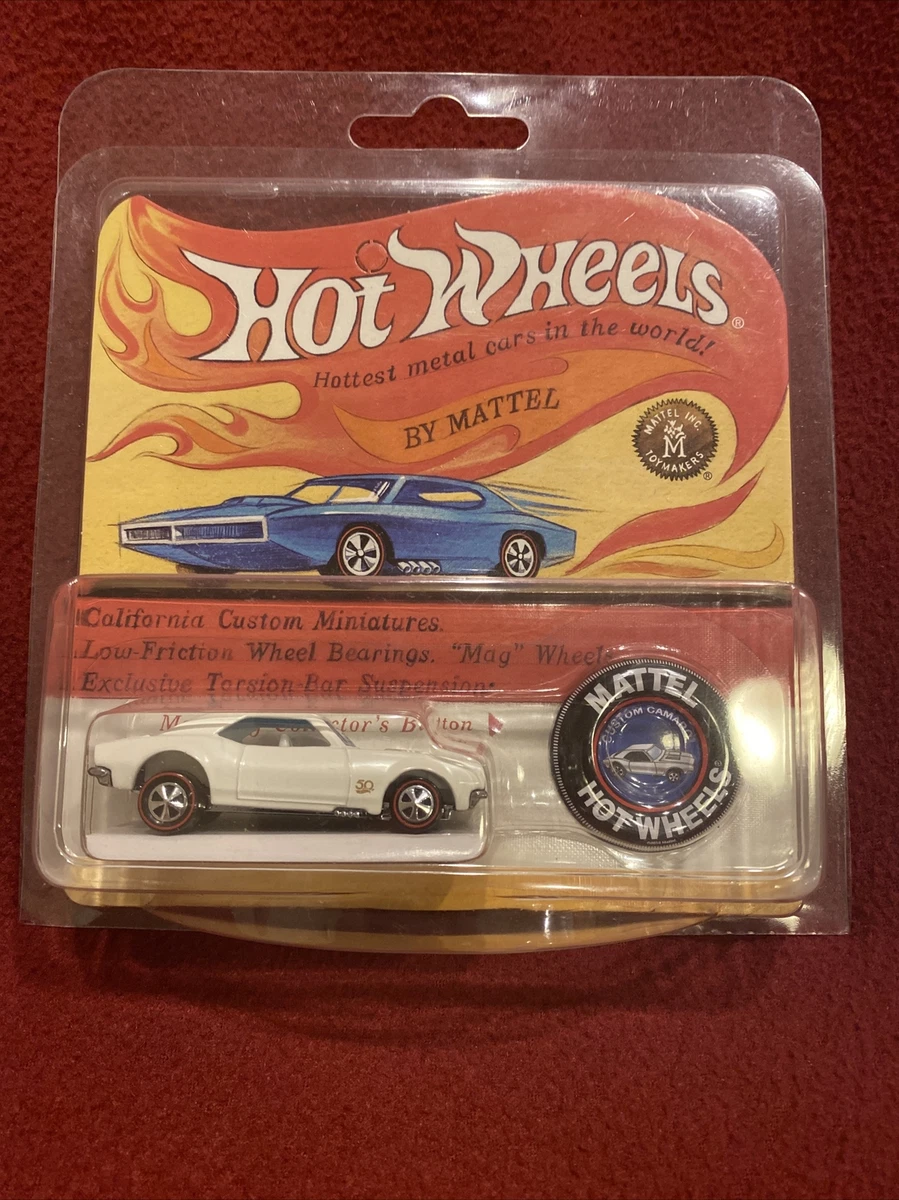 HOT WHEELS®
Hottest metal cars in the world!
BY MATTEL
MATTEL INC.
M
TOYMAKERS
®
California Custom Miniatures.
Low-Friction Wheel Bearings. "Mag" Wheels
Exclusive Torsion-Bar Suspension.
Collector's Button
50
MATTEL
CUSTOM CAMARO
HOT WHEELS®